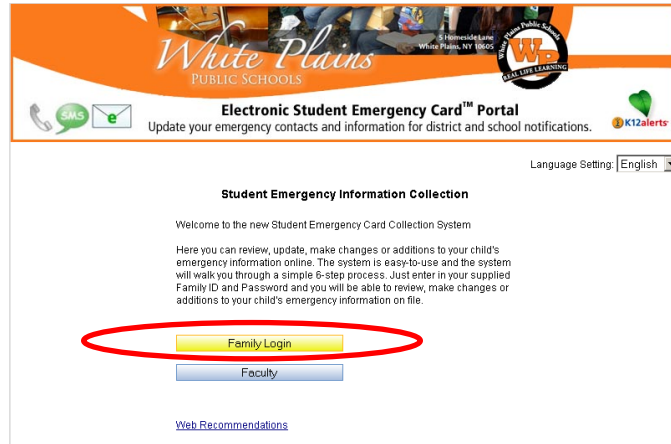 5 Homeside Lane
White Plains, NY 10605
White Plains
PUBLIC SCHOOLS
White Plains Public Schools
WP
REAL LIFE LEARNING
SMS
e
Electronic Student Emergency Card™ Portal
Update your emergency contacts and information for district and school notifications.
K12alerts
Language Setting: English
Student Emergency Information Collection
Welcome to the new Student Emergency Card Collection System
Here you can review, update, make changes or additions to your child's
emergency information online. The system is easy-to-use and the system
will walk you through a simple 6-step process. Just enter in your supplied
Family ID and Password and you will be able to review, make changes or
additions to your child's emergency information on file.
Family Login
Faculty
Web Recommendations